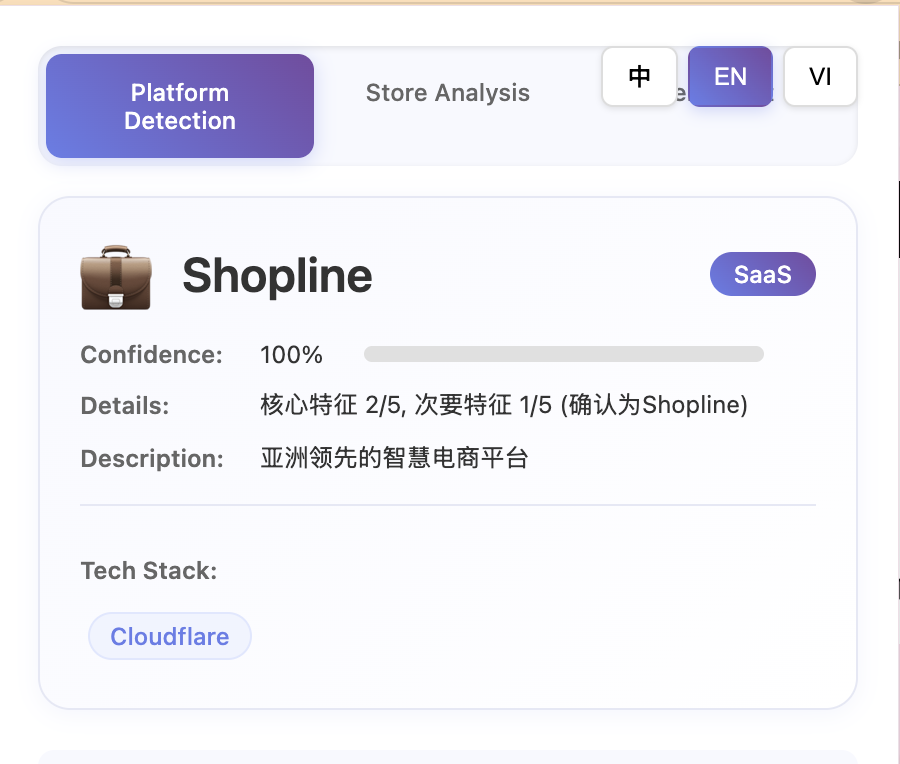 Platform
Detection
Store Analysis
中
EN
VI
Shopline
SaaS
Confidence: 100%
Details: 核心特征 2/5, 次要特征 1/5 (确认为Shopline)
Description: 亚洲领先的智慧电商平台
Tech Stack:
Cloudflare